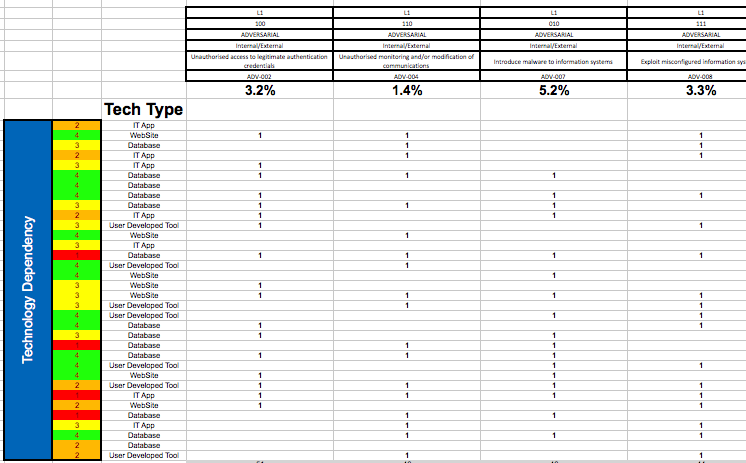 L1 L1 L1 L1
100 110 010 111
ADVERSARIAL ADVERSARIAL ADVERSARIAL ADVERSARIAL
Internal/External Internal/External Internal/External Internal/External
Unauthorised access to legitimate authentication credentials
Unauthorised monitoring and/or modification of communications
Introduce malware to information systems
Exploit misconfigured information sys
ADV-002 ADV-004 ADV-007 ADV-008
3.2% 1.4% 5.2% 3.3%
Tech Type
Technology Dependency
2 IT App
4 WebSite 1 1 1
3 Database 1 1
2 IT App 1 1
3 IT App 1
4 Database 1 1 1
4 Database
4 Database 1 1 1
3 Database 1 1 1
2 IT App 1 1
3 User Developed Tool 1 1
4 WebSite 1
3 IT App
Database 1 1 1 1
4 User Developed Tool 1
4 WebSite 1
3 WebSite 1
3 WebSite 1 1 1
3 User Developed Tool 1 1
4 User Developed Tool 1 1
4 Database 1 1
3 Database 1 1
Database 1 1
4 Database 1 1 1
4 User Developed Tool 1 1
4 WebSite 1 1
2 User Developed Tool 1 1 1 1
IT App 1 1 1 1
2 WebSite 1 1
Database 1 1
3 IT App 1 1
4 Database 1 1 1
2 Database
2 User Developed Tool 1 1